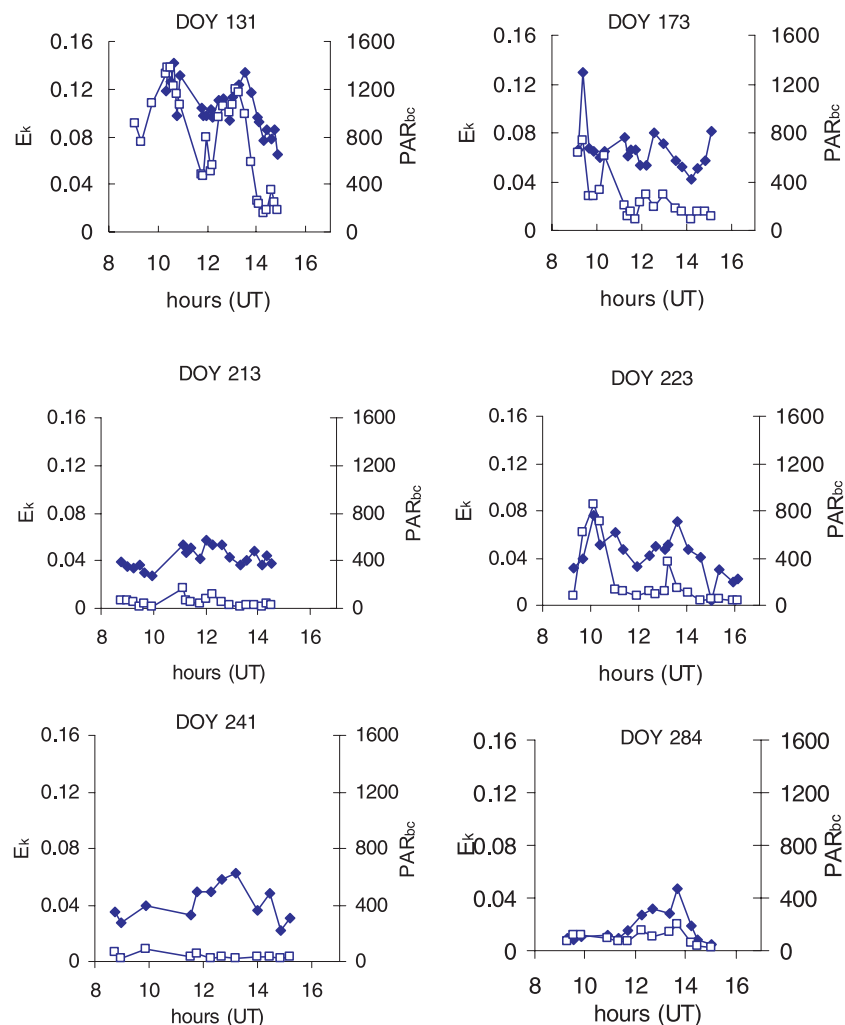 DOY 131
0.16
0.12
0.08
0.04
0
Ek
1600
1200
800
400
0
PARbc
8 10 12 14 16
hours (UT)
DOY 173
0.16
0.12
0.08
0.04
0
Ek
1600
1200
800
400
0
PARbc
8 10 12 14 16
hours (UT)
DOY 213
0.16
0.12
0.08
0.04
0
Ek
1600
1200
800
400
0
PARbc
8 10 12 14 16
hours (UT)
DOY 223
0.16
0.12
0.08
0.04
0
Ek
1600
1200
800
400
0
PARbc
8 10 12 14 16
hours (UT)
DOY 241
0.16
0.12
0.08
0.04
0
Ek
1600
1200
800
400
0
PARbc
8 10 12 14 16
hours (UT)
DOY 284
0.16
0.12
0.08
0.04
0
Ek
1600
1200
800
400
0
PARbc
8 10 12 14 16
hours (UT)